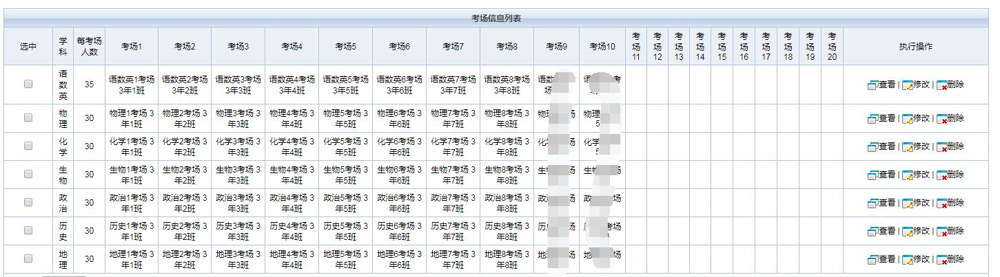 考场信息列表
选中 学科 每考场人数 考场1 考场2 考场3 考场4 考场5 考场6 考场7 考场8 考场9 考场10 考场11 考场12 考场13 考场14 考场15 考场16 考场17 考场18 考场19 考场20 执行操作
语数英 35 语数英1考场3年1班 语数英2考场3年2班 语数英3考场3年3班 语数英4考场3年4班 语数英5考场3年5班 语数英6考场3年6班 语数英7考场3年7班 语数英8考场3年8班 语数 查看 | 修改 | 删除
物理 30 物理1考场 3年1班 物理2考场 3年2班 物理3考场 3年3班 物理4考场 3年4班 物理5考场 3年5班 物理6考场 3年6班 物理7考场 3年7班 物理8考场 3年8班 物 物理 查看 | 修改 | 删除
化学 30 化学1考场 3年1班 化学2考场 3年2班 化学3考场 3年3班 化学4考场 3年4班 化学5考场 3年5班 化学6考场 3年6班 化学7考场 3年7班 化学8考场 3年8班 化学 化学 查看 | 修改 | 删除
生物 30 生物1考场 3年1班 生物2考场 3年2班 生物3考场 3年3班 生物4考场 3年4班 生物5考场 3年5班 生物6考场 3年6班 生物7考场 3年7班 生物8考场 3年8班 生 生 查看 | 修改 | 删除
政治 30 政治1考场 3年1班 政治2考场 3年2班 政治3考场 3年3班 政治4考场 3年4班 政治5考场 3年5班 政治6考场 3年6班 政治7考场 3年7班 政治8考场 3年8班 政 政 场 查看 | 修改 | 删除
历史 30 历史1考场 3年1班 历史2考场 3年2班 历史3考场 3年3班 历史4考场 3年4班 历史5考场 3年5班 历史6考场 3年6班 历史7考场 3年7班 历史8考场 3年8班 历 考场 查看 | 修改 | 删除
地理 30 地理1考场 3年1班 地理2考场 3年2班 地理3考场 3年3班 地理4考场 3年4班 地理5考场 3年5班 地理6考场 3年6班 地理7考场 3年7班 地理8考场 3年8班 地 地 场 查看 | 修改 | 删除